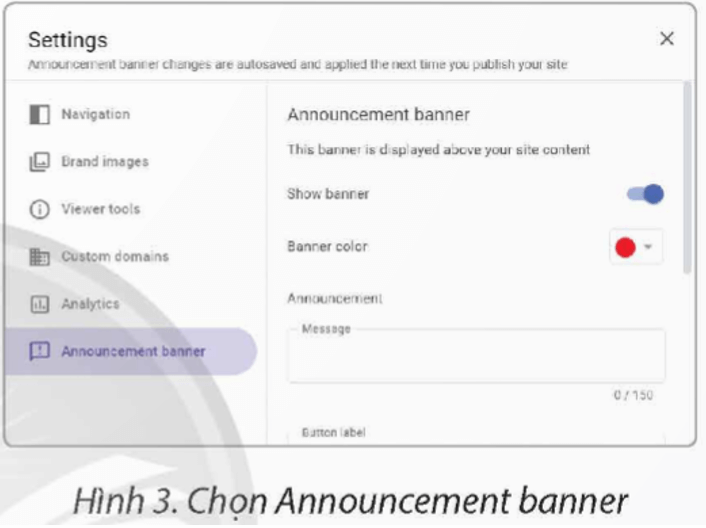 Settings
Announcement banner changes are autosaved and applied the next time you publish your site
Navigation
Brand images
Viewer tools
Custom domains
Analytics
Announcement banner
Announcement banner
This banner is displayed above your site content
Show banner
Banner color
Announcement
Message
0 / 150
Button label
Hình 3. Chọn Announcement banner